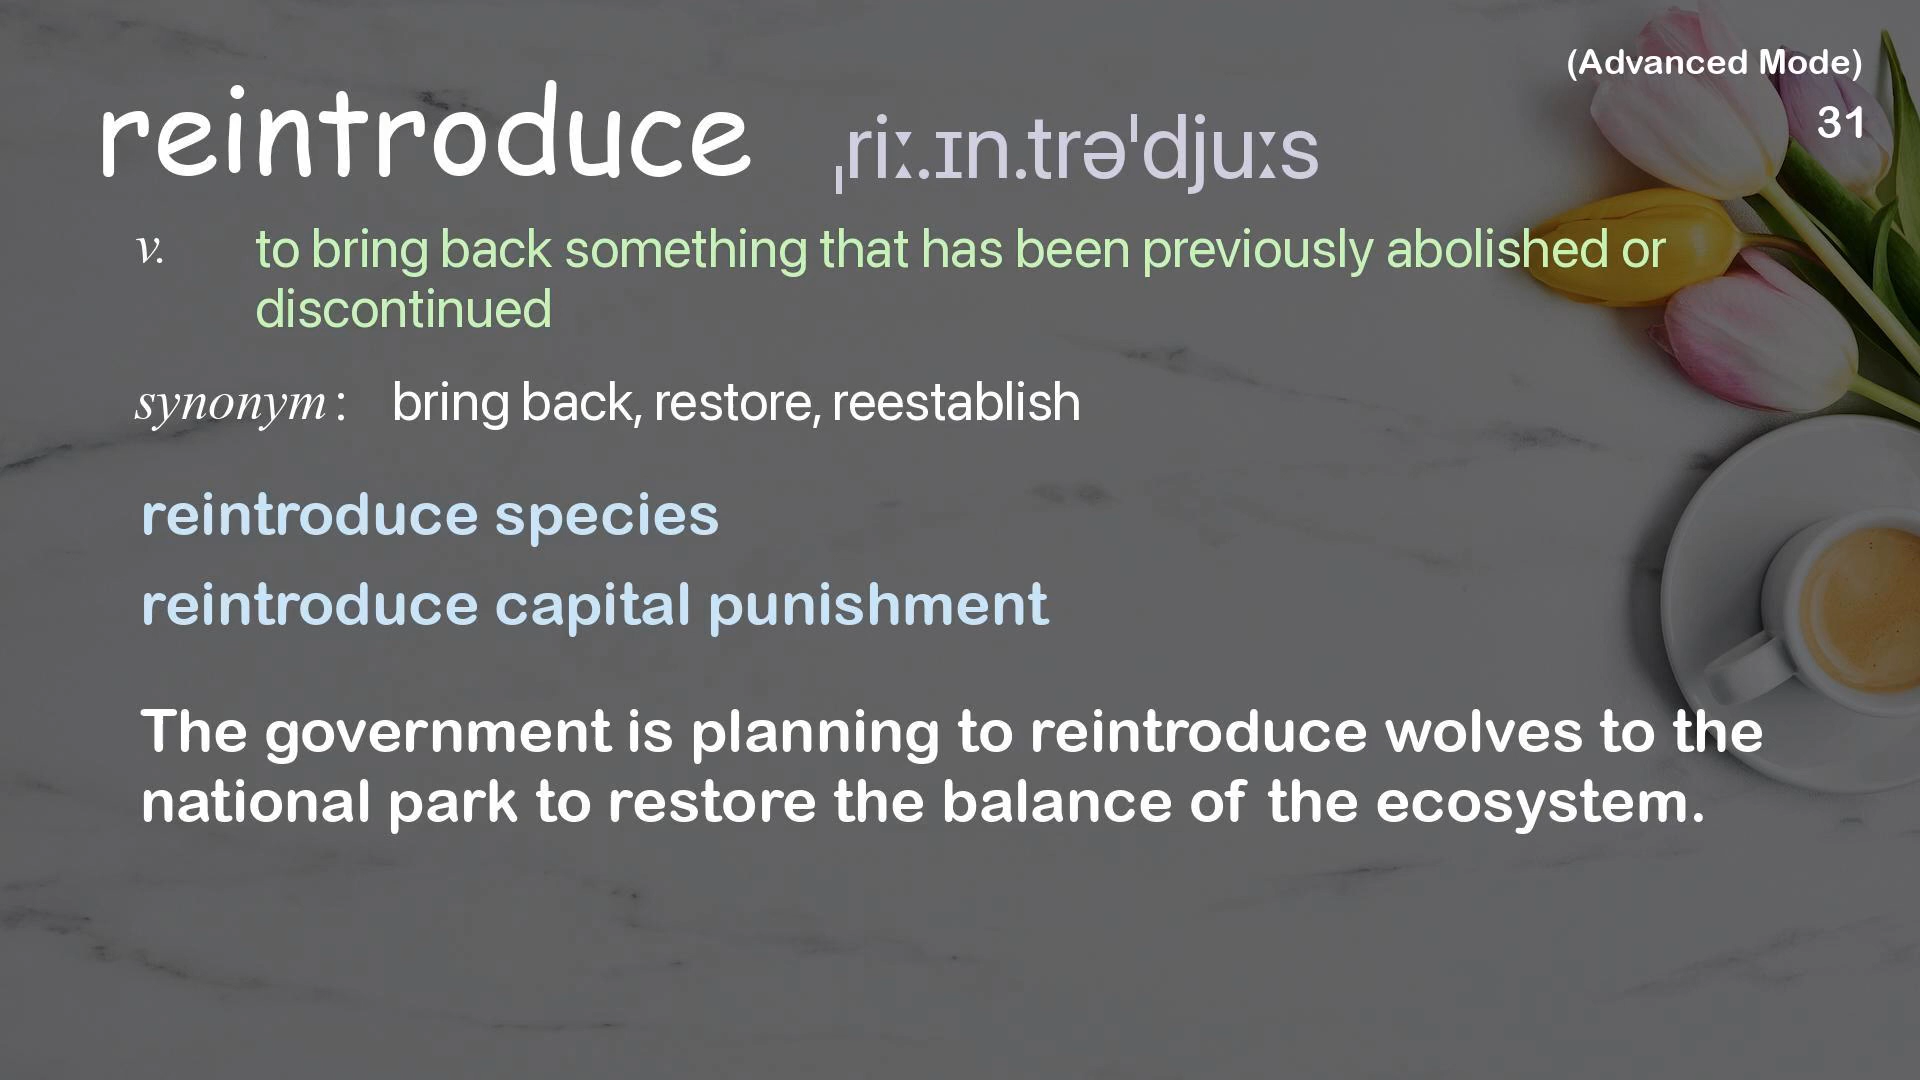 (Advanced Mode)
31
reintroduce ˌriː.ɪn.trəˈdjuːs
v. to bring back something that has been previously abolished or
discontinued
synonym : bring back, restore, reestablish
reintroduce species
reintroduce capital punishment
The government is planning to reintroduce wolves to the
national park to restore the balance of the ecosystem.